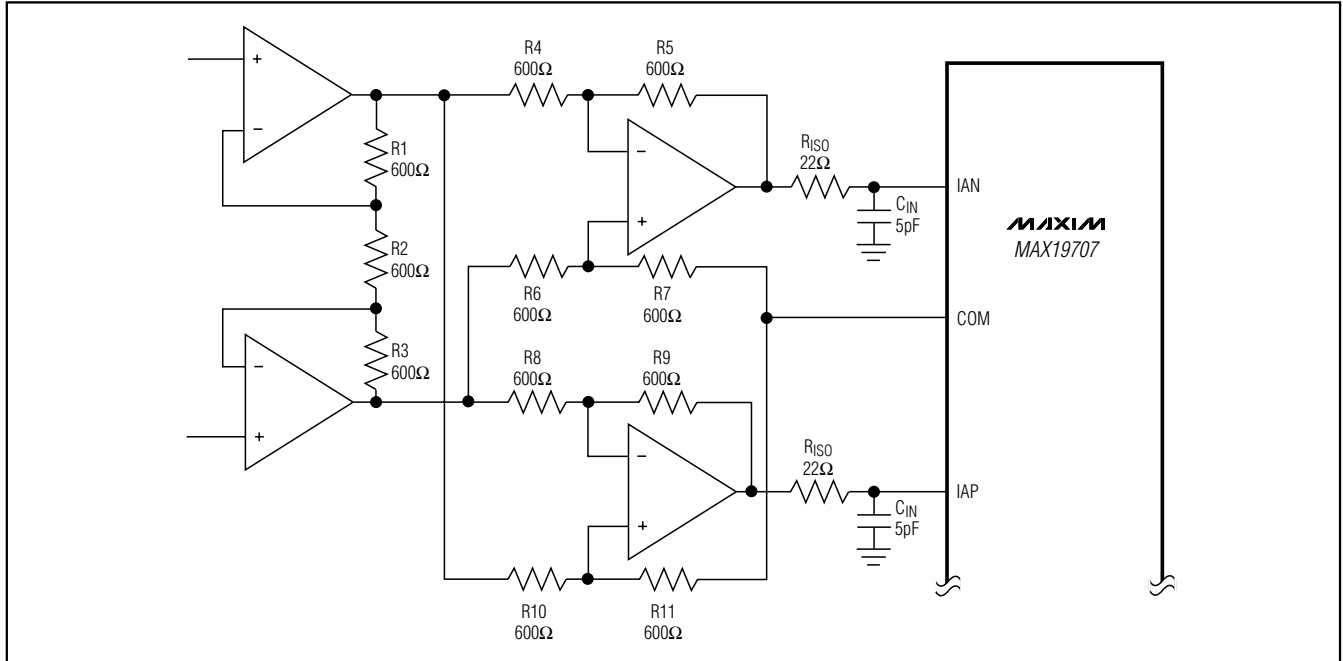 +
−
R1
600Ω
R2
600Ω
R3
600Ω
−
+
R4
600Ω
R5
600Ω
−
+
R6
600Ω
R7
600Ω
R8
600Ω
R9
600Ω
−
+
R10
600Ω
R11
600Ω
RISO
22Ω
CIN
5pF
RISO
22Ω
CIN
5pF
IAN
MAXIM
MAX19707
COM
IAP